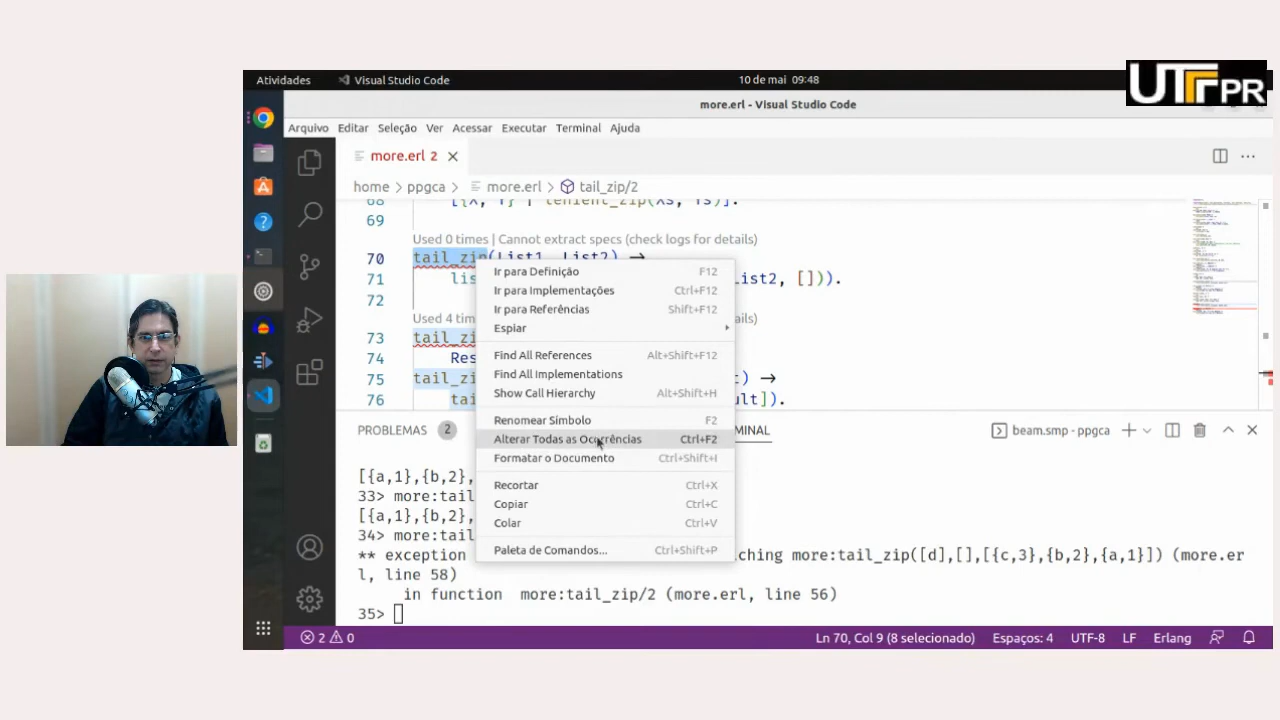 UTFPR
Atividades Visual Studio Code 10 de mai 09:48
more.erl - Visual Studio Code
Arquivo Editar Seleção Ver Acessar Executar Terminal Ajuda
more.erl 2
home > ppgca > more.erl > tail_zip/2
68 [{X, Y} | lenient_zip(Xs, Ys)].
69
Used 0 times | Cannot extract specs (check logs for details)
70 tail_zip(List1, List2) →
71 lis List2, [])).
72
Used 4 tim ls)
73 tail_zi
74 Res
75 tail_zi t) →
76 tai ult]).
Ir para Definição F12
Ir para Implementações Ctrl+F12
Ir para Referências Shift+F12
Espiar
Find All References Alt+Shift+F12
Find All Implementations
Show Call Hierarchy Alt+Shift+H
Renomear Símbolo F2
Alterar Todas as Ocorrências Ctrl+F2
Formatar o Documento Ctrl+Shift+I
Recortar Ctrl+X
Copiar Ctrl+C
Colar Ctrl+V
Paleta de Comandos... Ctrl+Shift+P
PROBLEMAS 2 MINAL beam.smp - ppgca
[{a,1},{b,2},
33> more:tail
[{a,1},{b,2},
34> more:tail
** exception ching more:tail_zip([d],[],[{c,3},{b,2},{a,1}]) (more.er
l, line 58)
in function more:tail_zip/2 (more.erl, line 56)
35>
2 0 Ln 70, Col 9 (8 selecionado) Espaços: 4 UTF-8 LF Erlang